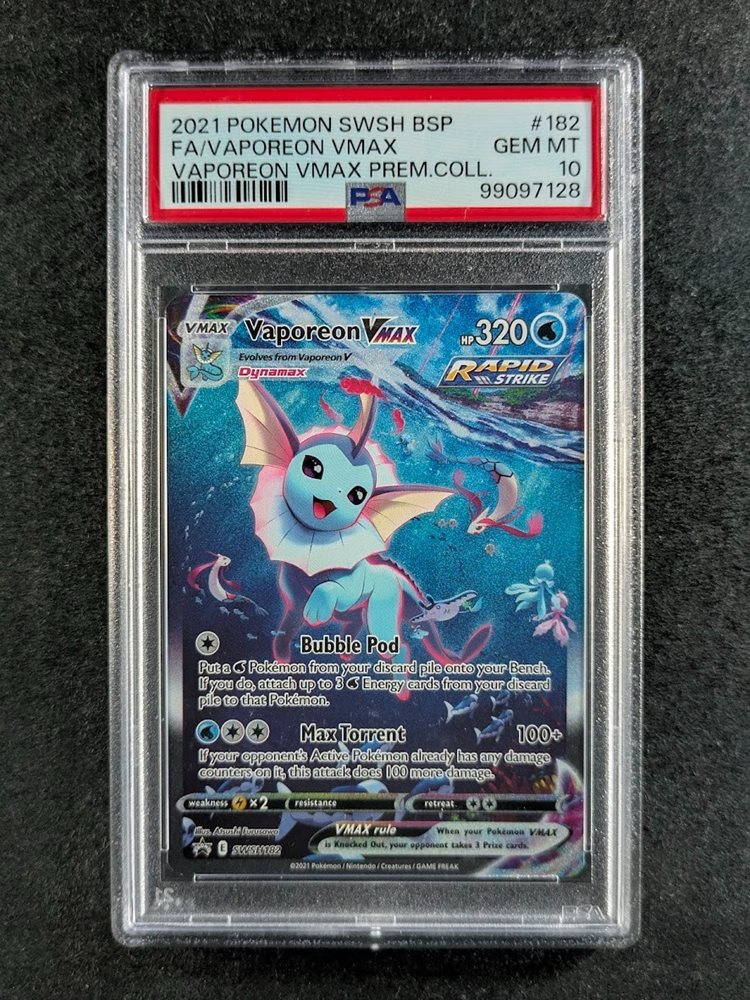 2021 POKEMON SWSH BSP #182
FA/VAPOREON VMAX GEM MT
VAPOREON VMAX PREM.COLL. 10
PSA 99097128
VMAX Vaporeon VMAX HP 320
Evolves from Vaporeon V
Dynamax
RAPID STRIKE
Bubble Pod
Put a Pokémon from your discard pile onto your Bench.
If you do, attach up to 3 Energy cards from your discard
pile to that Pokémon.
Max Torrent 100+
If your opponent's Active Pokémon already has any damage
counters on it, this attack does 100 more damage.
weakness ×2 resistance retreat
Illus. Atsushi Furusawa
VMAX rule When your Pokémon VMAX
is Knocked Out, your opponent takes 3 Prize cards.
E SWSH182
©2021 Pokémon / Nintendo / Creatures / GAME FREAK